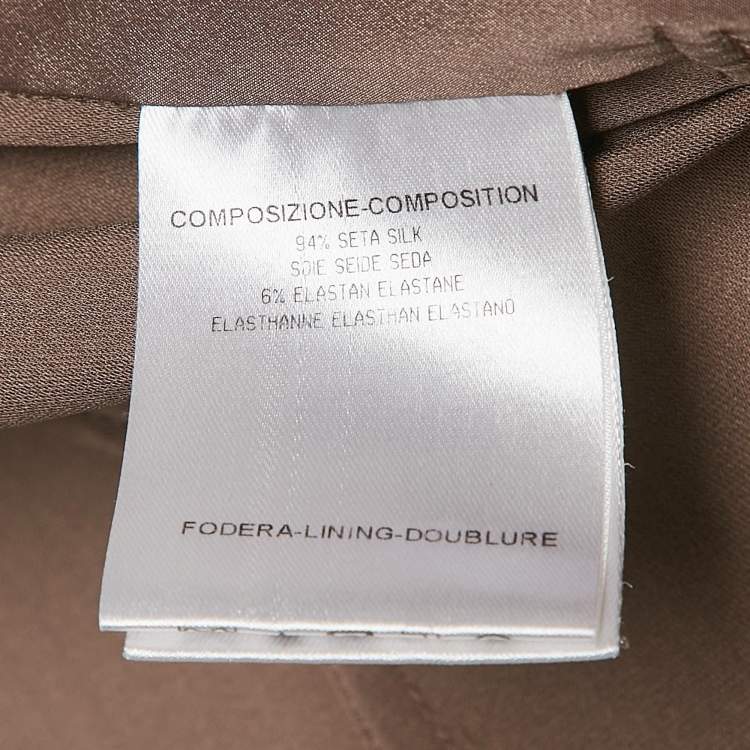 COMPOSIZIONE-COMPOSITION
94% SETA SILK
SOIE SEIDE SEDA
6% ELASTAN ELASTANE
ELASTHANNE ELASTHAN ELASTANO
FODERA-LINING-DOUBLURE